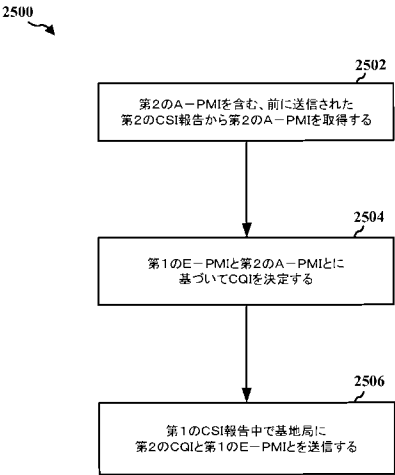 2500
2502
第2のA－PMIを含む、前に送信された
第2のCSI報告から第2のA－PMIを取得する
2504
第1のE－PMIと第2のA－PMIとに
基づいてCQIを決定する
2506
第1のCSI報告中で基地局に
第2のCQIと第1のE－PMIとを送信する